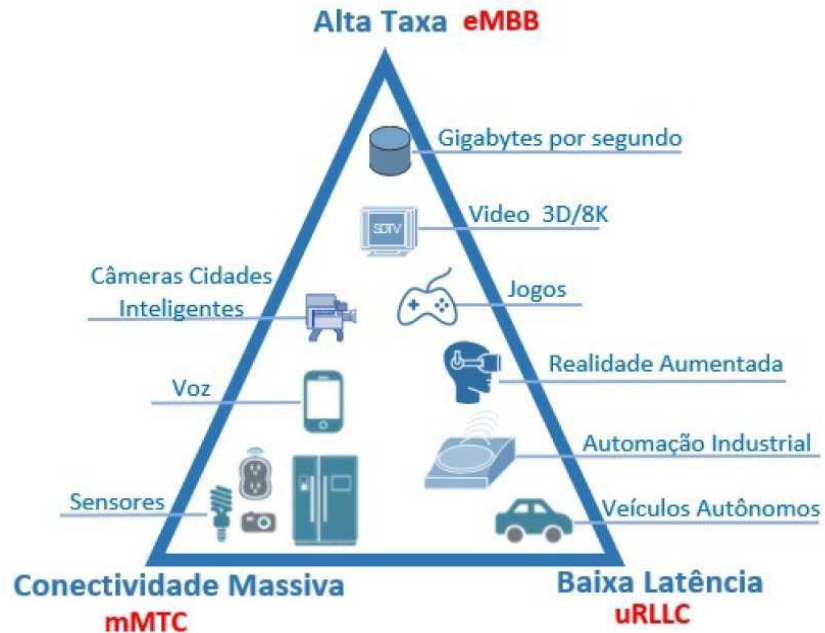 Alta Taxa eMBB
Gigabytes por segundo
Video 3D/8K
SDTV
Câmeras Cidades
Inteligentes
Jogos
Realidade Aumentada
Voz
Automação Industrial
Sensores
Veículos Autônomos
Conectividade Massiva
mMTC
Baixa Latência
uRLLC